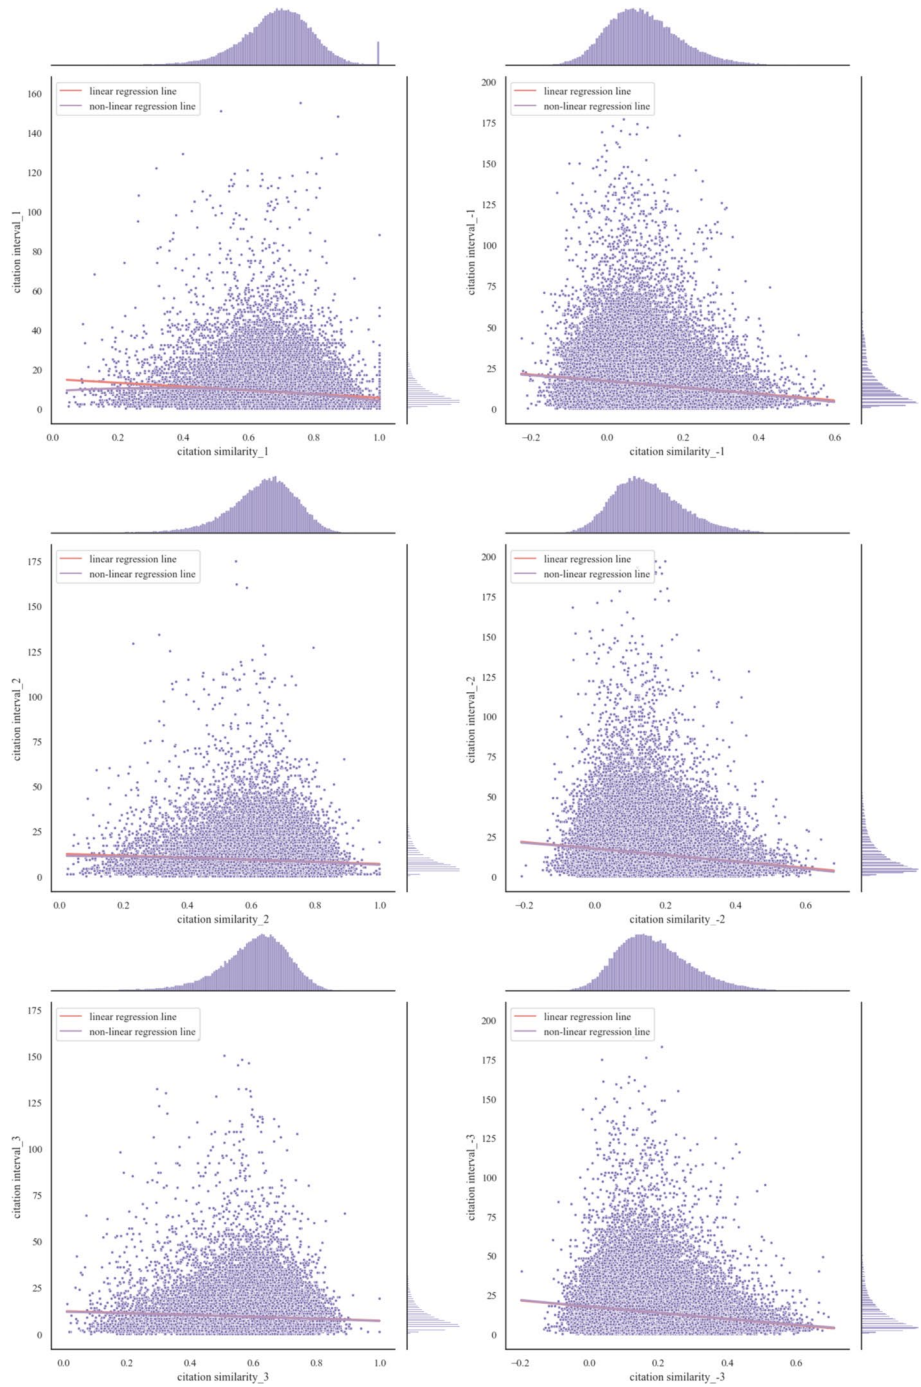 linear regression line
non-linear regression line
160
140
120
100
80
60
40
20
0
citation interval_1
0.0 0.2 0.4 0.6 0.8 1.0
citation similarity_1
linear regression line
non-linear regression line
200
175
150
125
100
75
50
25
0
citation interval_-1
−0.2 0.0 0.2 0.4 0.6
citation similarity_-1
linear regression line
non-linear regression line
175
150
125
100
75
50
25
0
citation interval_2
0.0 0.2 0.4 0.6 0.8 1.0
citation similarity_2
linear regression line
non-linear regression line
200
175
150
125
100
75
50
25
0
citation interval_-2
−0.2 0.0 0.2 0.4 0.6
citation similarity_-2
linear regression line
non-linear regression line
175
150
125
100
75
50
25
0
citation interval_3
0.0 0.2 0.4 0.6 0.8 1.0
citation similarity_3
linear regression line
non-linear regression line
200
175
150
125
100
75
50
25
0
citation interval_-3
−0.2 0.0 0.2 0.4 0.6
citation similarity_-3